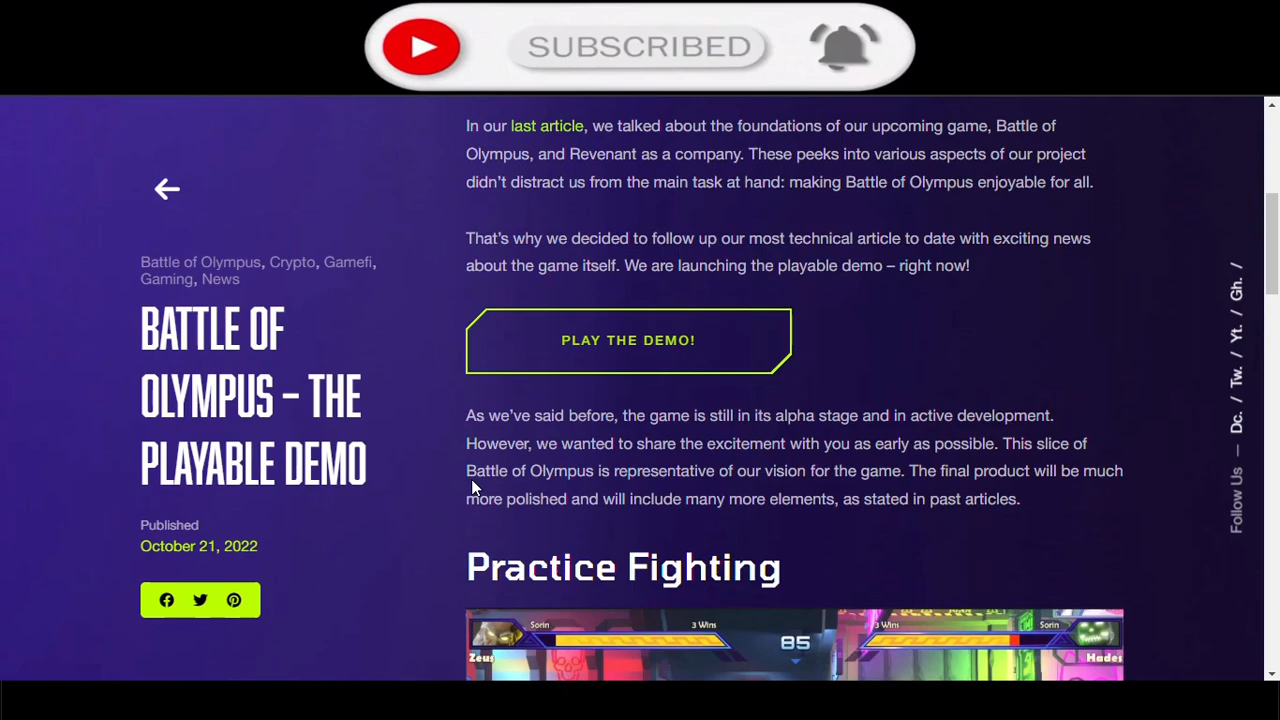 SUBSCRIBED
Battle of Olympus, Crypto, Gamefi,
Gaming, News
BATTLE OF
OLYMPUS – THE
PLAYABLE DEMO
Published
October 21, 2022
In our last article, we talked about the foundations of our upcoming game, Battle of
Olympus, and Revenant as a company. These peeks into various aspects of our project
didn’t distract us from the main task at hand: making Battle of Olympus enjoyable for all.
That’s why we decided to follow up our most technical article to date with exciting news
about the game itself. We are launching the playable demo – right now!
PLAY THE DEMO!
As we’ve said before, the game is still in its alpha stage and in active development.
However, we wanted to share the excitement with you as early as possible. This slice of
Battle of Olympus is representative of our vision for the game. The final product will be much
more polished and will include many more elements, as stated in past articles.
Practice Fighting
Sorin 3 Wins 85 3 Wins Sorin
Zeus Hades
Follow Us — Dc. / Tw. / Yt. / Gh. /